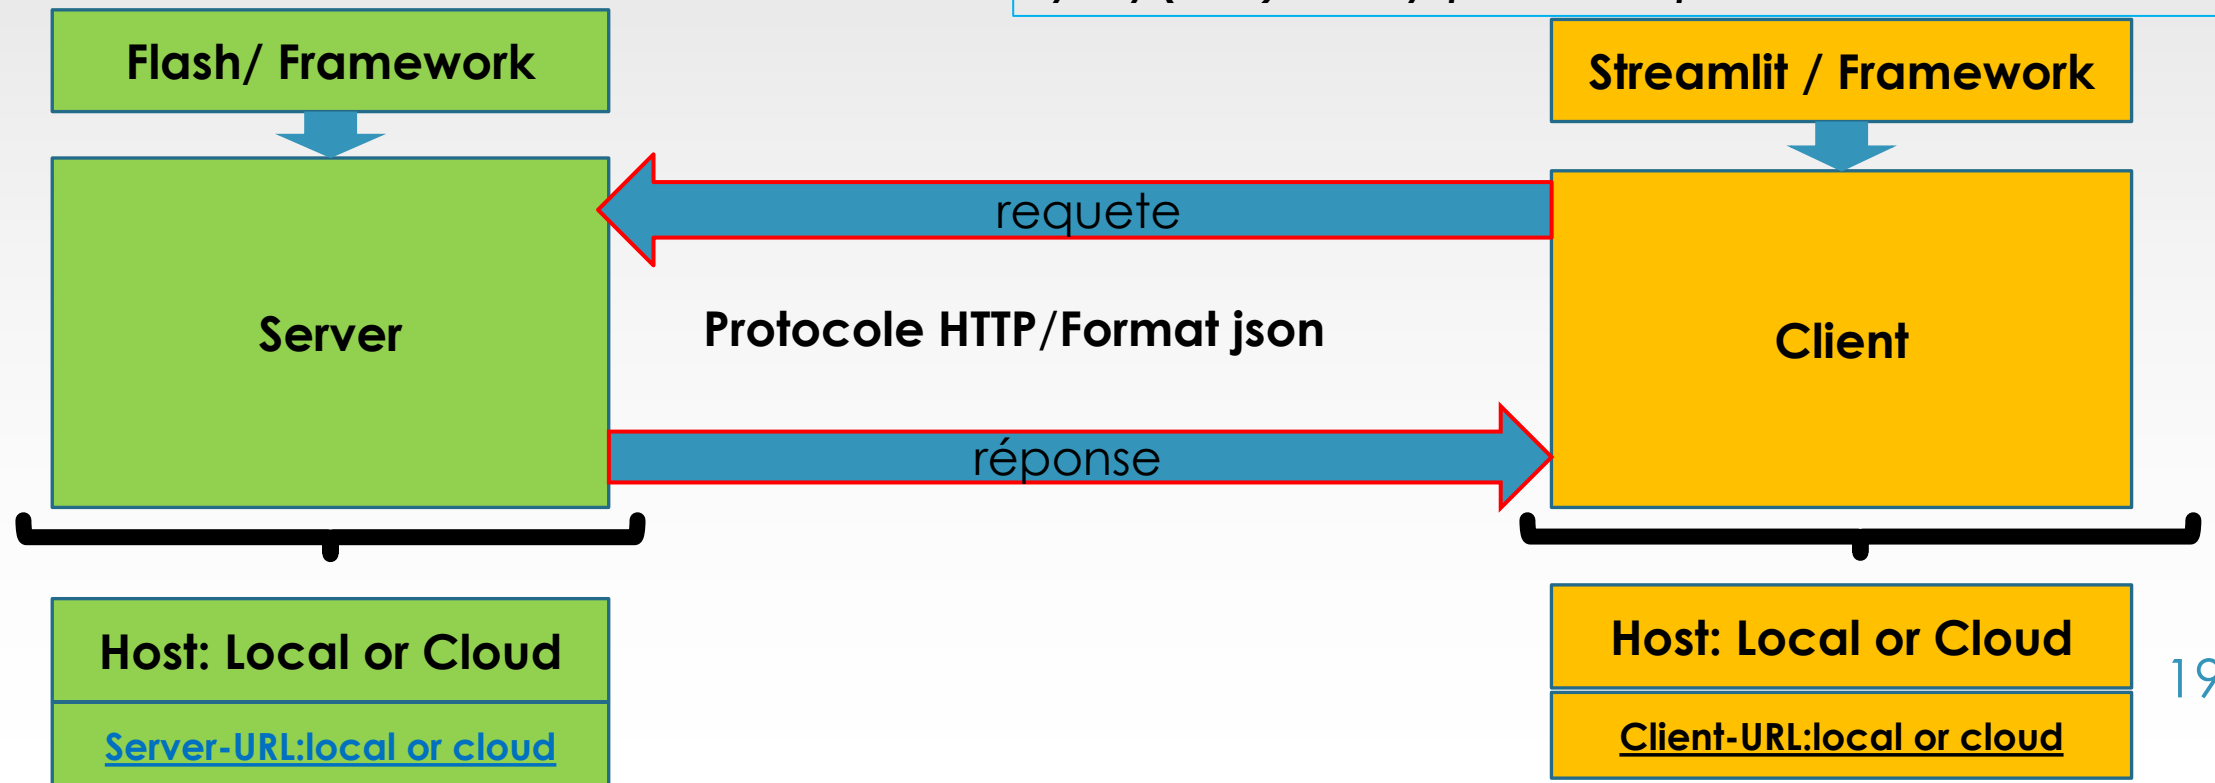 Flash/ Framework
Streamlit / Framework
requete
Server
Protocole HTTP/Format json
Client
réponse
Host: Local or Cloud
Host: Local or Cloud
19
Server-URL:local or cloud
Client-URL:local or cloud